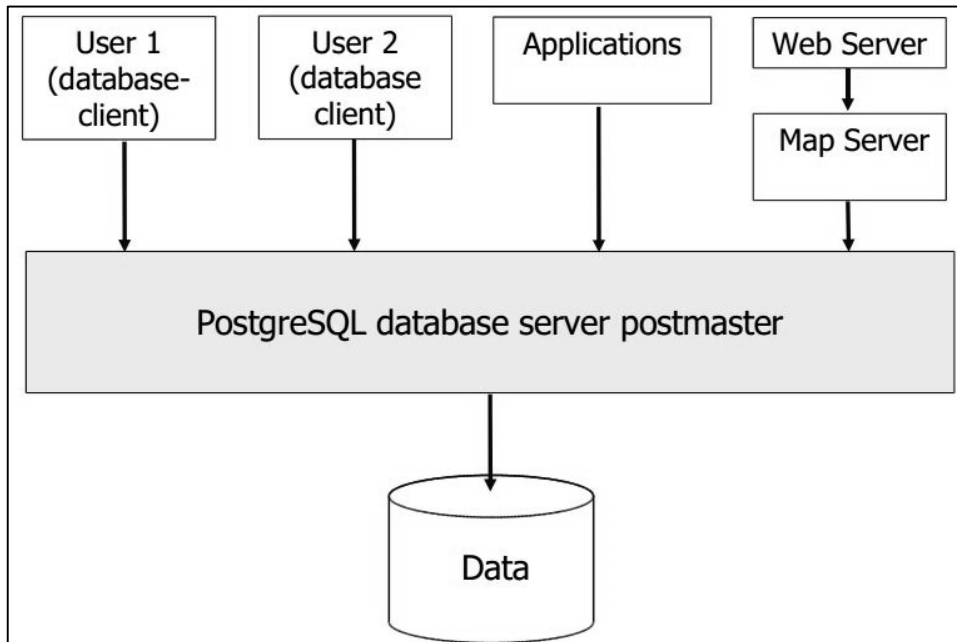 User 1
(database-
client)
User 2
(database
client)
Applications
Web Server
Map Server
PostgreSQL database server postmaster
Data